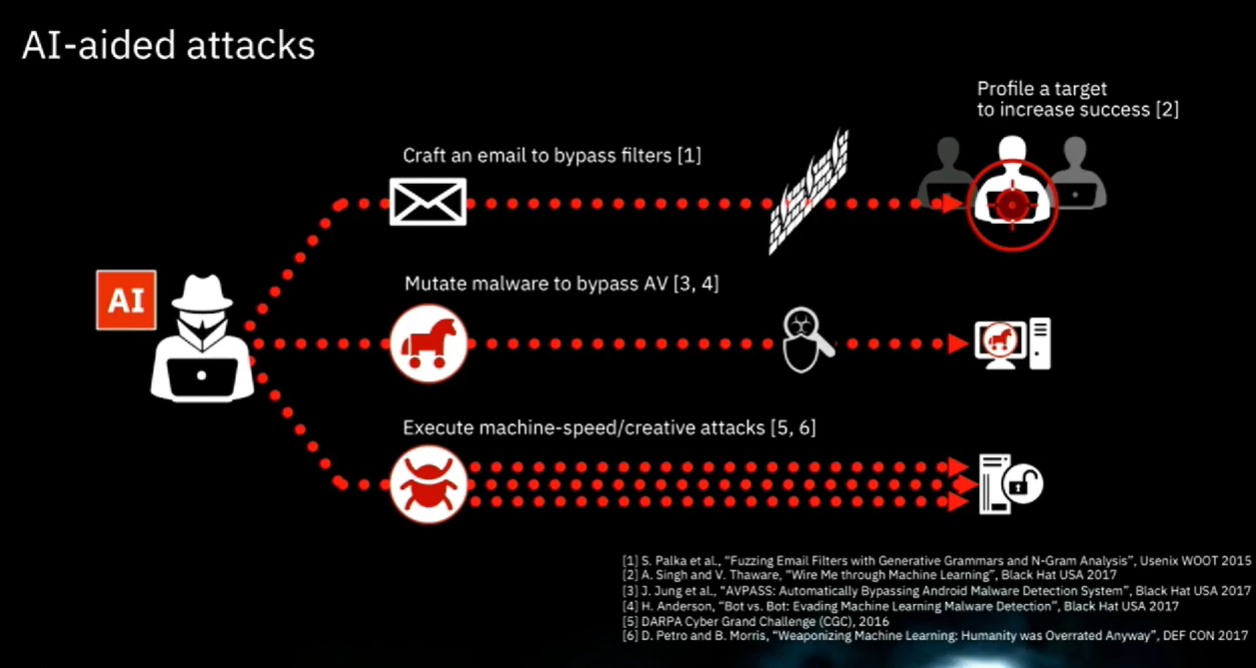 AI-aided attacks
Profile a target
to increase success [2]
Craft an email to bypass filters [1]
AI
Mutate malware to bypass AV [3, 4]
Execute machine-speed/creative attacks [5, 6]
[1] S. Palka et al., “Fuzzing Email Filters with Generative Grammars and N-Gram Analysis”, Usenix WOOT 2015
[2] A. Singh and V. Thaware, “Wire Me through Machine Learning”, Black Hat USA 2017
[3] J. Jung et al., “AVPASS: Automatically Bypassing Android Malware Detection System”, Black Hat USA 2017
[4] H. Anderson, “Bot vs. Bot: Evading Machine Learning Malware Detection”, Black Hat USA 2017
[5] DARPA Cyber Grand Challenge (CGC), 2016
[6] D. Petro and B. Morris, “Weaponizing Machine Learning: Humanity was Overrated Anyway”, DEF CON 2017